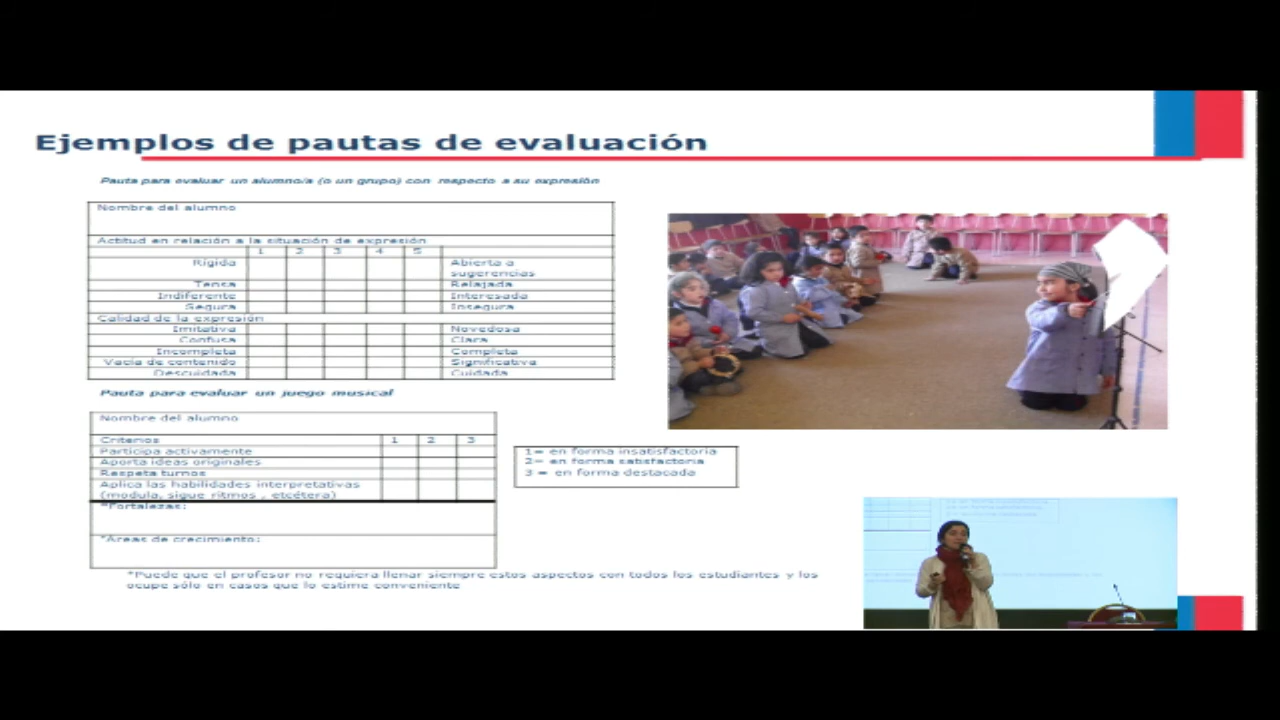 Ejemplos de pautas de evaluación
Pauta para evaluar un alumno/a (o un grupo) con respecto a su expresión
Nombre del alumno
Actitud en relación a la situación de expresión
1 2 3 4 5
Rígida Abierta a
sugerencias
Tensa Relajada
Indiferente Interesada
Segura Insegura
Calidad de la expresión
Imitativa Novedosa
Confusa Clara
Incompleta Completa
Vacía de contenido Significativa
Descuidada Cuidada
Pauta para evaluar un juego musical
Nombre del alumno
Criterios 1 2 3
Participa activamente
Aporta ideas originales
Respeta turnos
Aplica las habilidades interpretativas
(modula, sigue ritmos , etcétera)
*Fortalezas:
*Áreas de crecimiento:
1= en forma insatisfactoria
2= en forma satisfactoria
3 = en forma destacada
*Puede que el profesor no requiera llenar siempre estos aspectos con todos los estudiantes y los
ocupe sólo en casos que lo estime conveniente